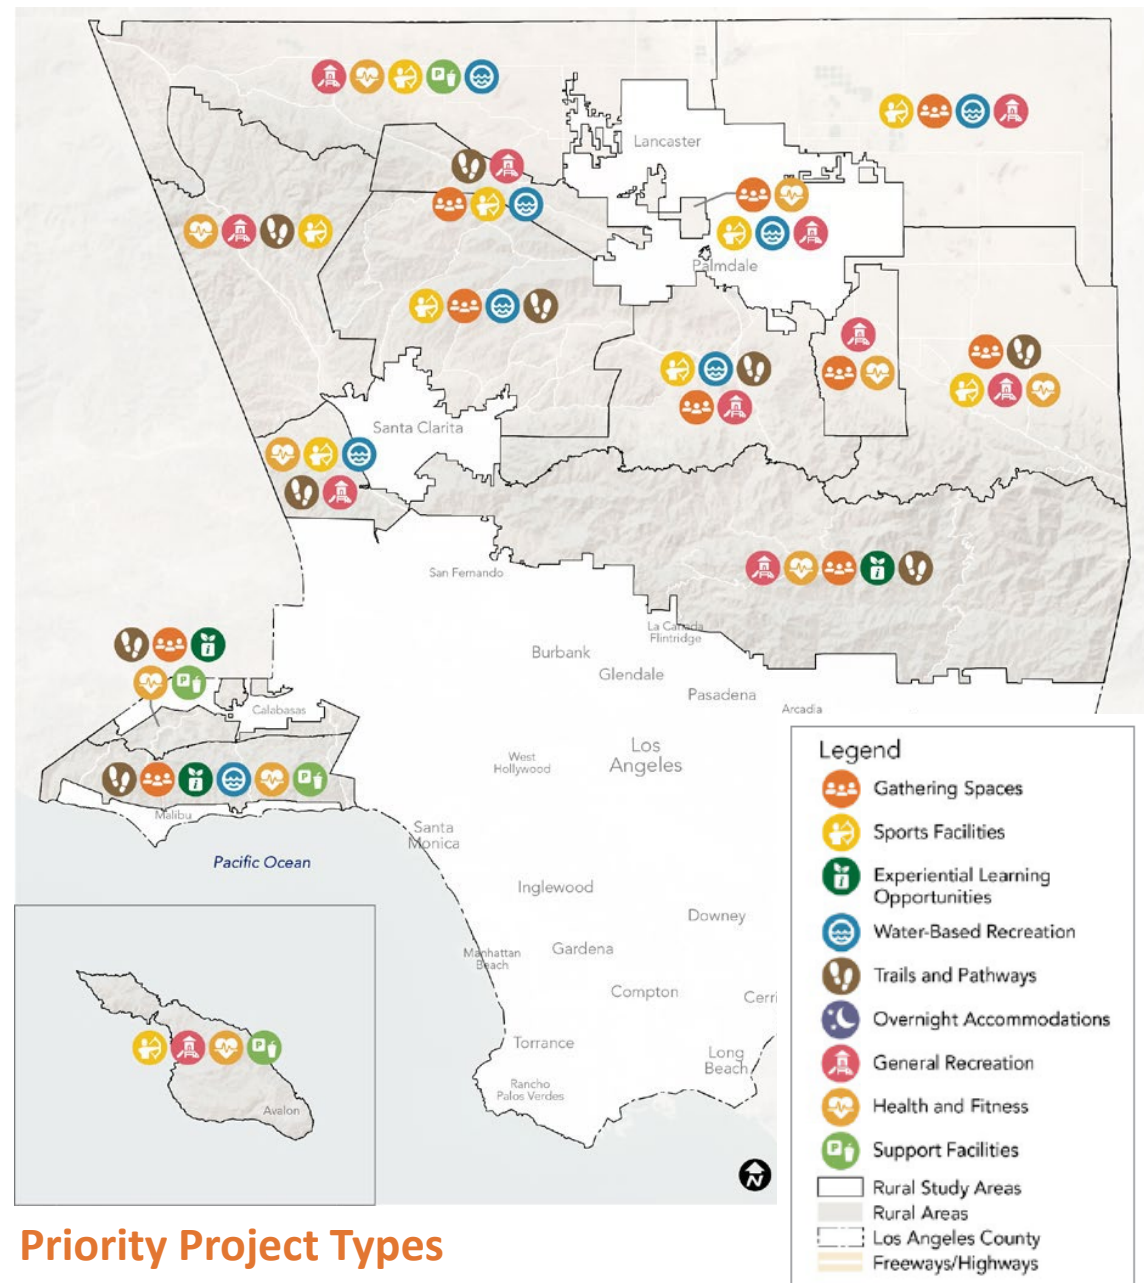 Lancaster
Palmdale
Santa Clarita
San Fernando
La Cañada
Flintridge
Burbank
Glendale
Pasadena
Arcadia
Calabasas
West
Hollywood
Los
Angeles
Malibu
Santa
Monica
Pacific Ocean
Inglewood
Downey
Manhattan
Beach
Gardena
Compton
Cerri
Torrance
Long
Beach
Rancho
Palos Verdes
Avalon
N
Legend
Gathering Spaces
Sports Facilities
Experiential Learning
Opportunities
Water-Based Recreation
Trails and Pathways
Overnight Accommodations
General Recreation
Health and Fitness
Support Facilities
Rural Study Areas
Rural Areas
Los Angeles County
Freeways/Highways
Priority Project Types